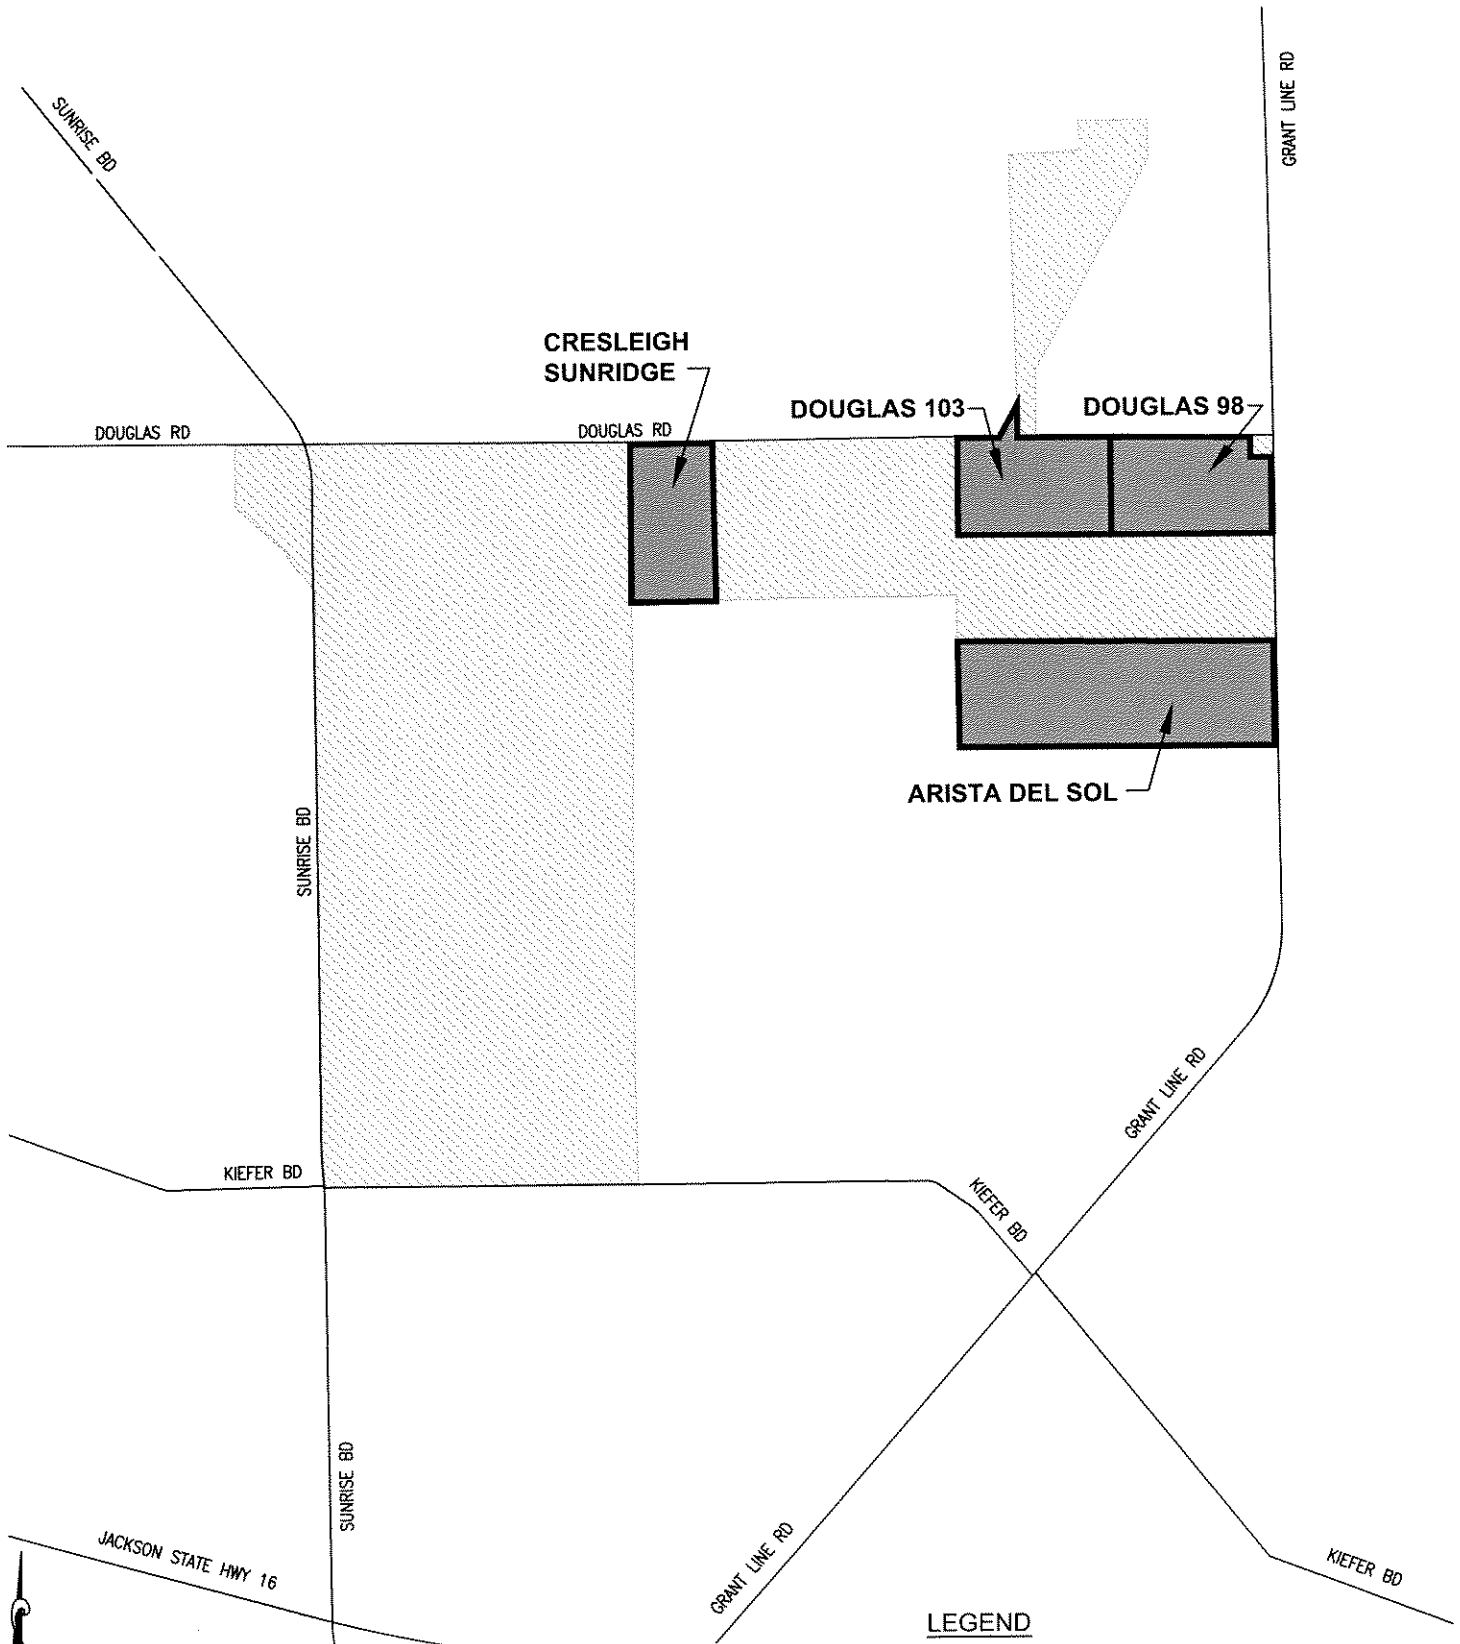 GRANT LINE RD
SUNRISE BD
CRESLEIGH
SUNRIDGE
DOUGLAS 103
DOUGLAS 98
DOUGLAS RD
DOUGLAS RD
ARISTA DEL SOL
SUNRISE BD
GRANT LINE RD
KIEFER BD
KIEFER BD
SUNRISE BD
JACKSON STATE HWY 16
GRANT LINE RD
KIEFER BD
LEGEND